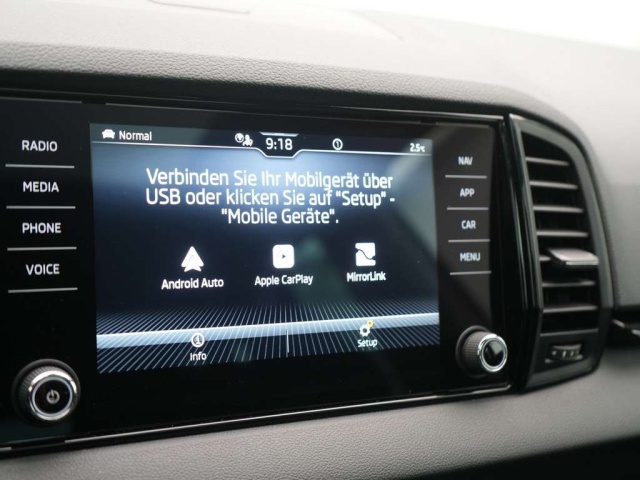 Normal
9:18
2.5°C
RADIO
MEDIA
PHONE
VOICE
Verbinden Sie Ihr Mobilgerät über
USB oder klicken Sie auf "Setup" -
"Mobile Geräte".
Android Auto
Apple CarPlay
MirrorLink
Info
Setup
NAV
APP
CAR
MENU